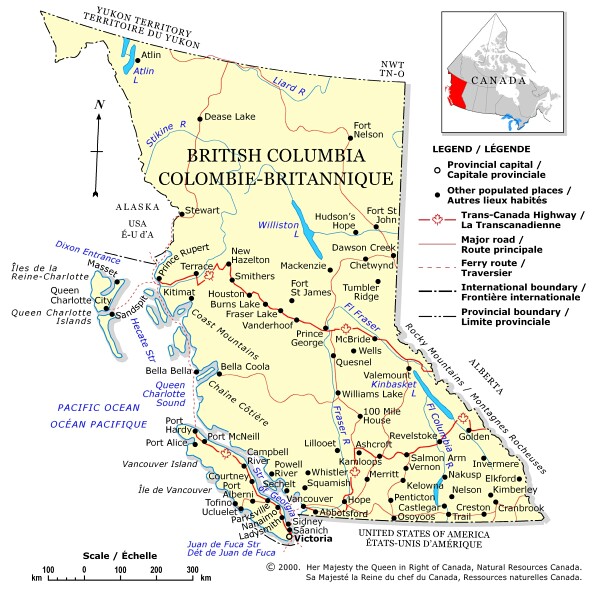 YUKON TERRITORY
TERRITOIRE DU YUKON
NWT
TN-O
Atlin
Atlin
L
Liard R
Dease Lake
Stikine R
Fort
Nelson
BRITISH COLUMBIA
COLOMBIE-BRITANNIQUE
N
ALASKA
USA
É-U d'A
Stewart
Williston
L
Hudson's
Hope
Fort St
John
Dawson Creek
Chetwynd
Mackenzie
Tumbler
Ridge
Dixon Entrance
Îles de la
Reine-Charlotte
Masset
Queen
Charlotte City
Sandspit
Queen Charlotte
Islands
Hecate Str
Prince Rupert
Terrace
New
Hazelton
Smithers
Kitimat
Houston
Burns Lake
Fraser Lake
Vanderhoof
Fort
St James
Prince
George
Fl Fraser
McBride
Wells
Quesnel
Valemount
Kinbasket
L
Rocky Mountains / Montagnes Rocheuses
ALBERTA
Coast Mountains
Chaîne Côtière
Bella Bella
Bella Coola
Queen
Charlotte
Sound
PACIFIC OCEAN
OCÉAN PACIFIQUE
Williams Lake
100 Mile
House
Fraser R
Fl Columbia R
Port
Hardy
Port McNeill
Port Alice
Vancouver Island
Île de Vancouver
Campbell
River
Courtney
Powell
River
Sechelt
Str of Georgia
Port
Alberni
Tofino
Ucluelet
Parksville
Nanaimo
Ladysmith
Sidney
Saanich
Victoria
Juan de Fuca Str
Dét de Juan de Fuca
Lillooet
Ashcroft
Kamloops
Whistler
Squamish
Merritt
Vancouver
Abbotsford
Hope
Revelstoke
Golden
Salmon Arm
Vernon
Kelowna
Penticton
Osoyoos
Castlegar
Trail
Nakusp
Nelson
Creston
Invermere
Elkford
Kimberley
Cranbrook
UNITED STATES OF AMERICA
ÉTATS-UNIS D'AMÉRIQUE
CANADA
LEGEND / LÉGENDE
Provincial capital /
Capitale provinciale
Other populated places /
Autres lieux habités
Trans-Canada Highway /
La Transcanadienne
Major road /
Route principale
Ferry route /
Traversier
International boundary /
Frontière internationale
Provincial boundary /
Limite provinciale
Scale / Échelle
km 100 0 100 200 300 km
© 2000. Her Majesty the Queen in Right of Canada, Natural Resources Canada.
Sa Majesté la Reine du chef du Canada, Ressources naturelles Canada.